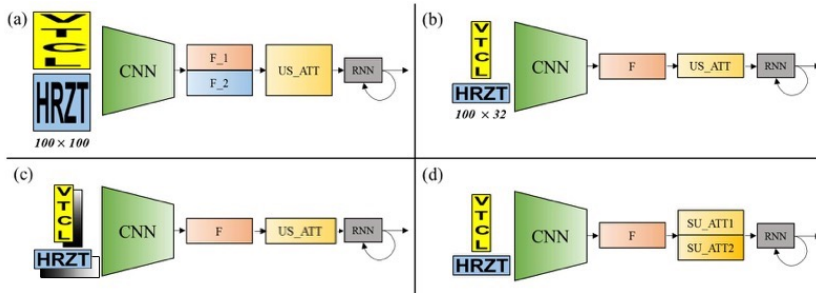 (a)
VTCL
HRZT
100 × 100
CNN
F_1
F_2
US_ATT
RNN
(b)
VTCL
HRZT
100 × 32
CNN
F
US_ATT
RNN
(c)
VTCL
HRZT
CNN
F
US_ATT
RNN
(d)
VTCL
HRZT
CNN
F
SU_ATT1
SU_ATT2
RNN